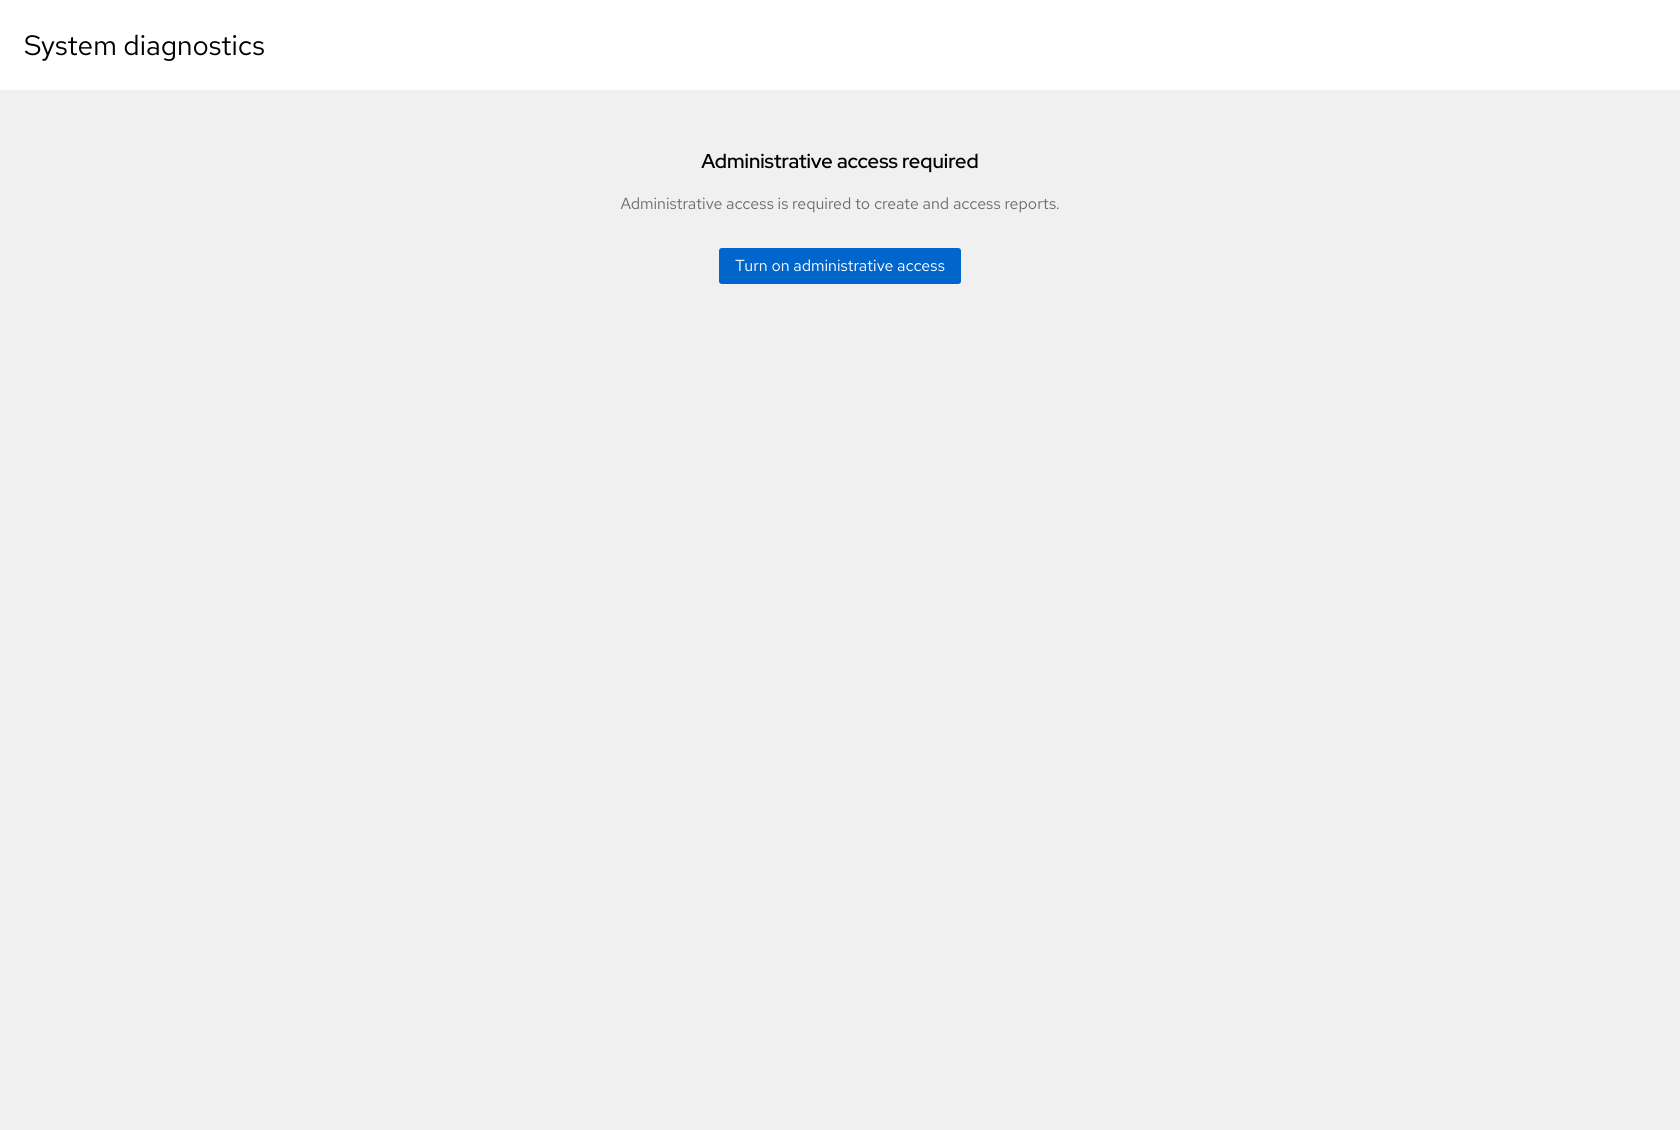 System diagnostics
Administrative access required
Administrative access is required to create and access reports.
Turn on administrative access